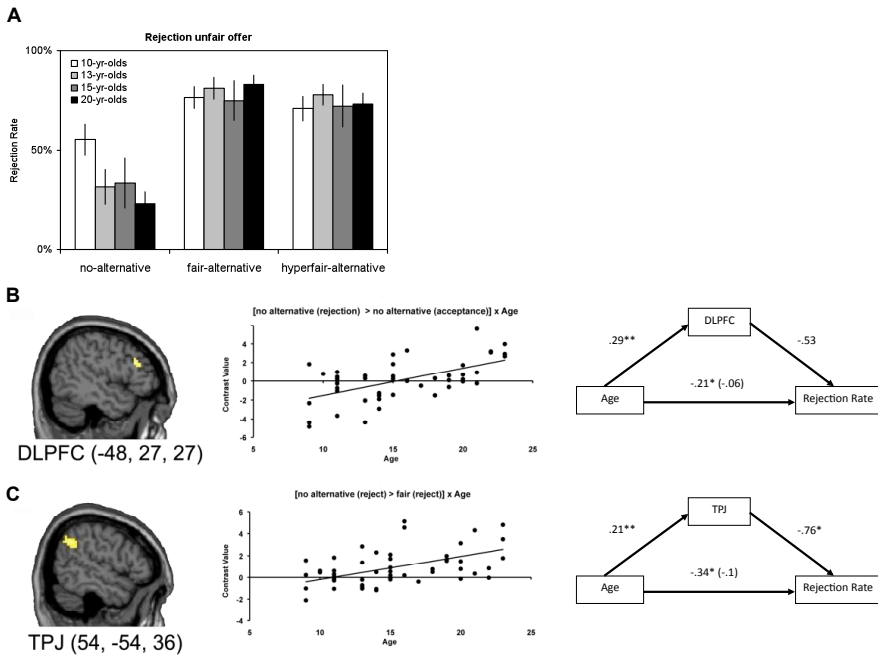 A
Rejection unfair offer
100%
10-yr-olds
13-yr-olds
15-yr-olds
20-yr-olds
50%
Rejection Rate
0%
no-alternative fair-alternative hyperfair-alternative
B
[no alternative (rejection) > no alternative (acceptance)] x Age
4
2
0
-2
-4
-6
Contrast Value
5 10 15 20 25
Age
DLPFC (-48, 27, 27)
DLPFC
.29**
-.53
-.21* (-.06)
Age
Rejection Rate
C
[no alternative (reject) > fair (reject)] x Age
6
4
2
0
-2
-4
Contrast Value
5 10 15 20 25
Age
TPJ (54, -54, 36)
TPJ
.21**
-.76*
-.34* (-.1)
Age
Rejection Rate